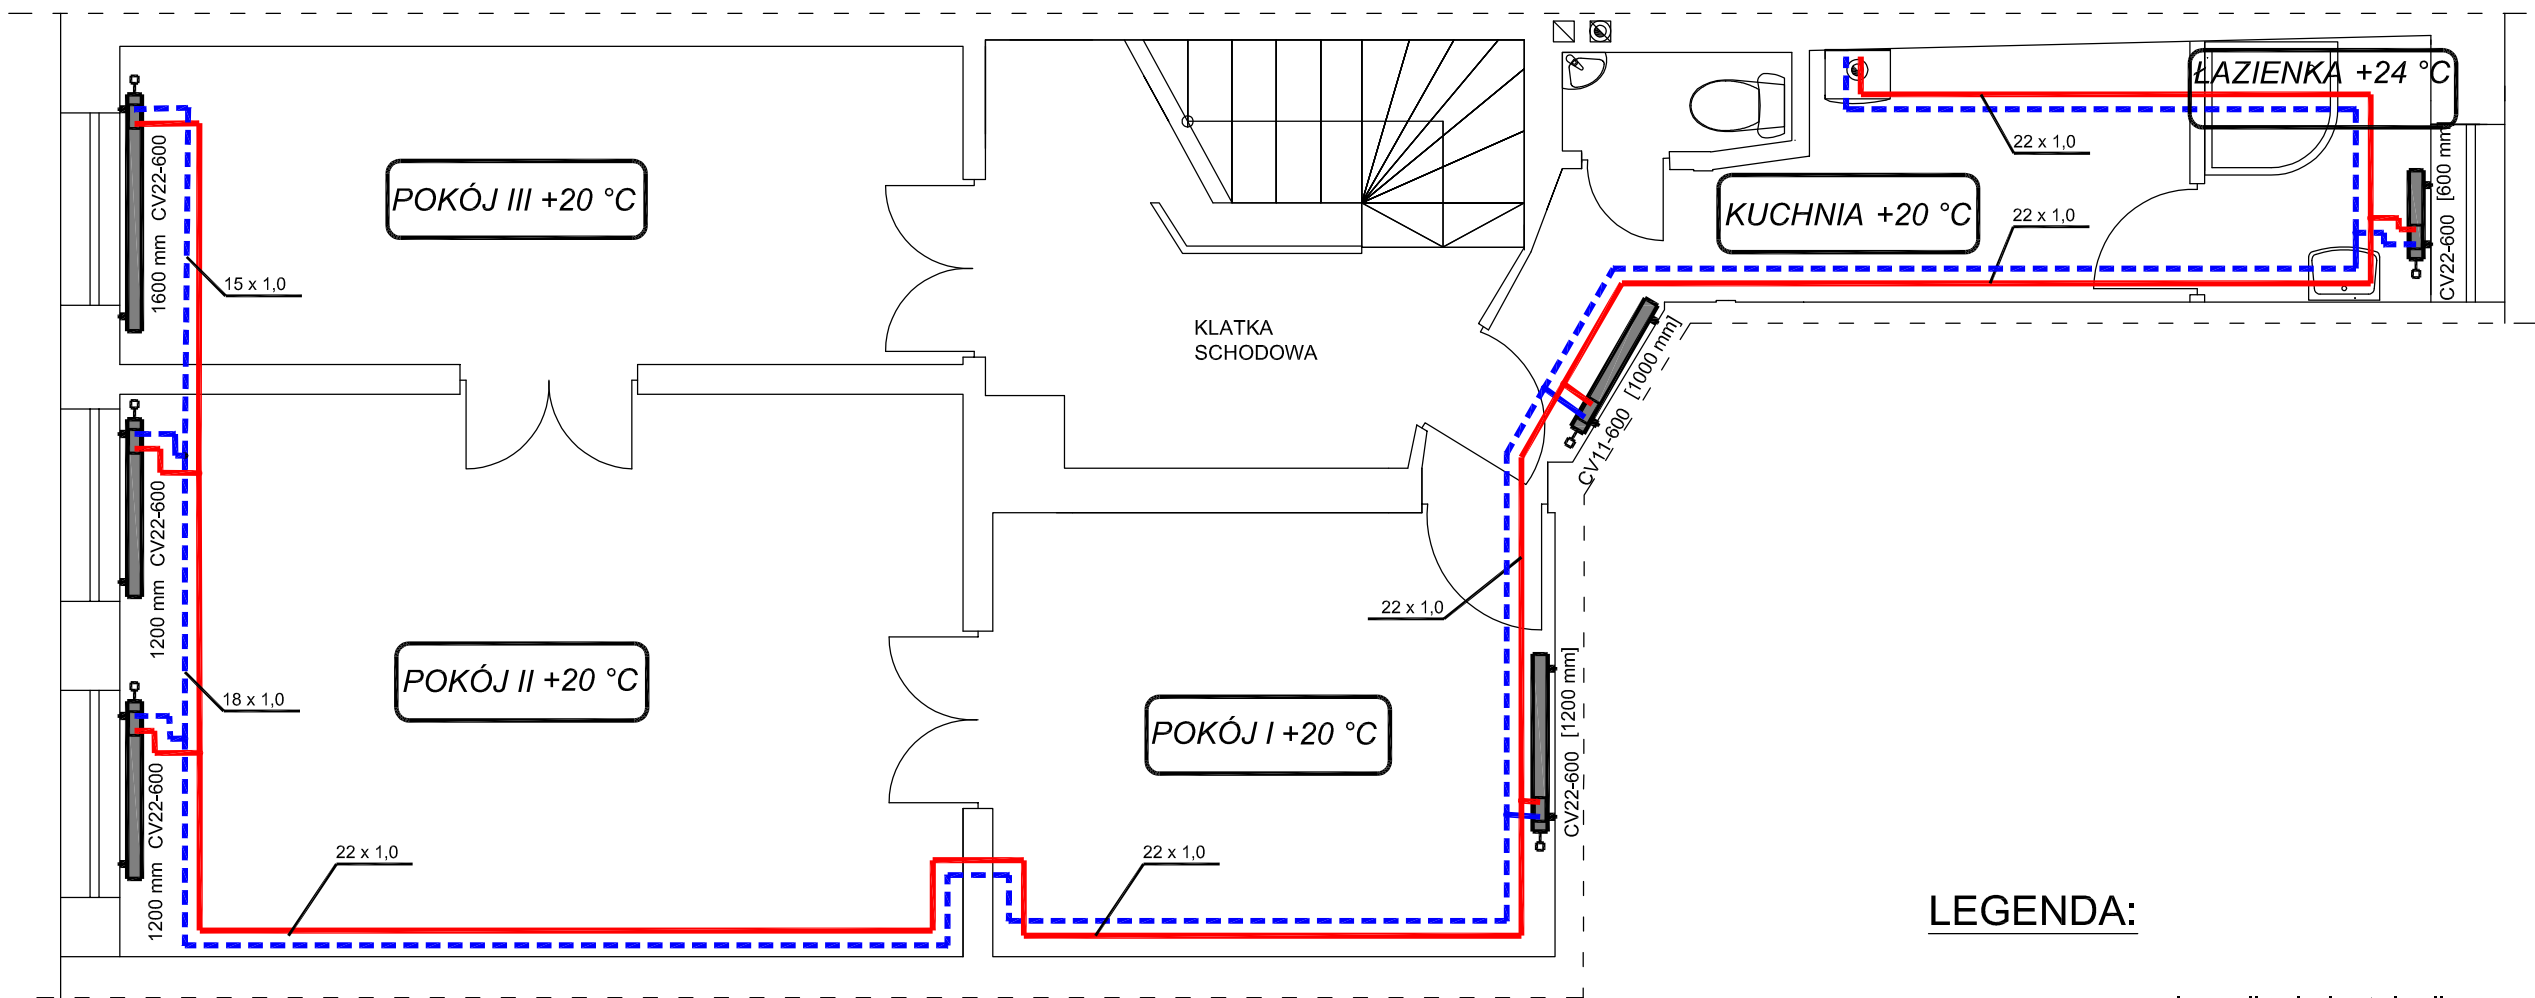 ŁAZIENKA +24 °C
22 x 1,0
CV22-600 [600 mm]
KUCHNIA +20 °C
22 x 1,0
POKÓJ III +20 °C
1600 mm CV22-600
15 x 1,0
KLATKA
SCHODOWA
CV11-600 [1000 mm]
1200 mm CV22-600
22 x 1,0
POKÓJ II +20 °C
18 x 1,0
POKÓJ I +20 °C
CV22-600 [1200 mm]
1200 mm CV22-600
22 x 1,0
22 x 1,0
LEGENDA: